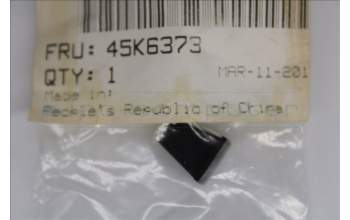 FRU: 45K6373
QTY: 1 MAR-11-201
Made in:
People's Republic of China